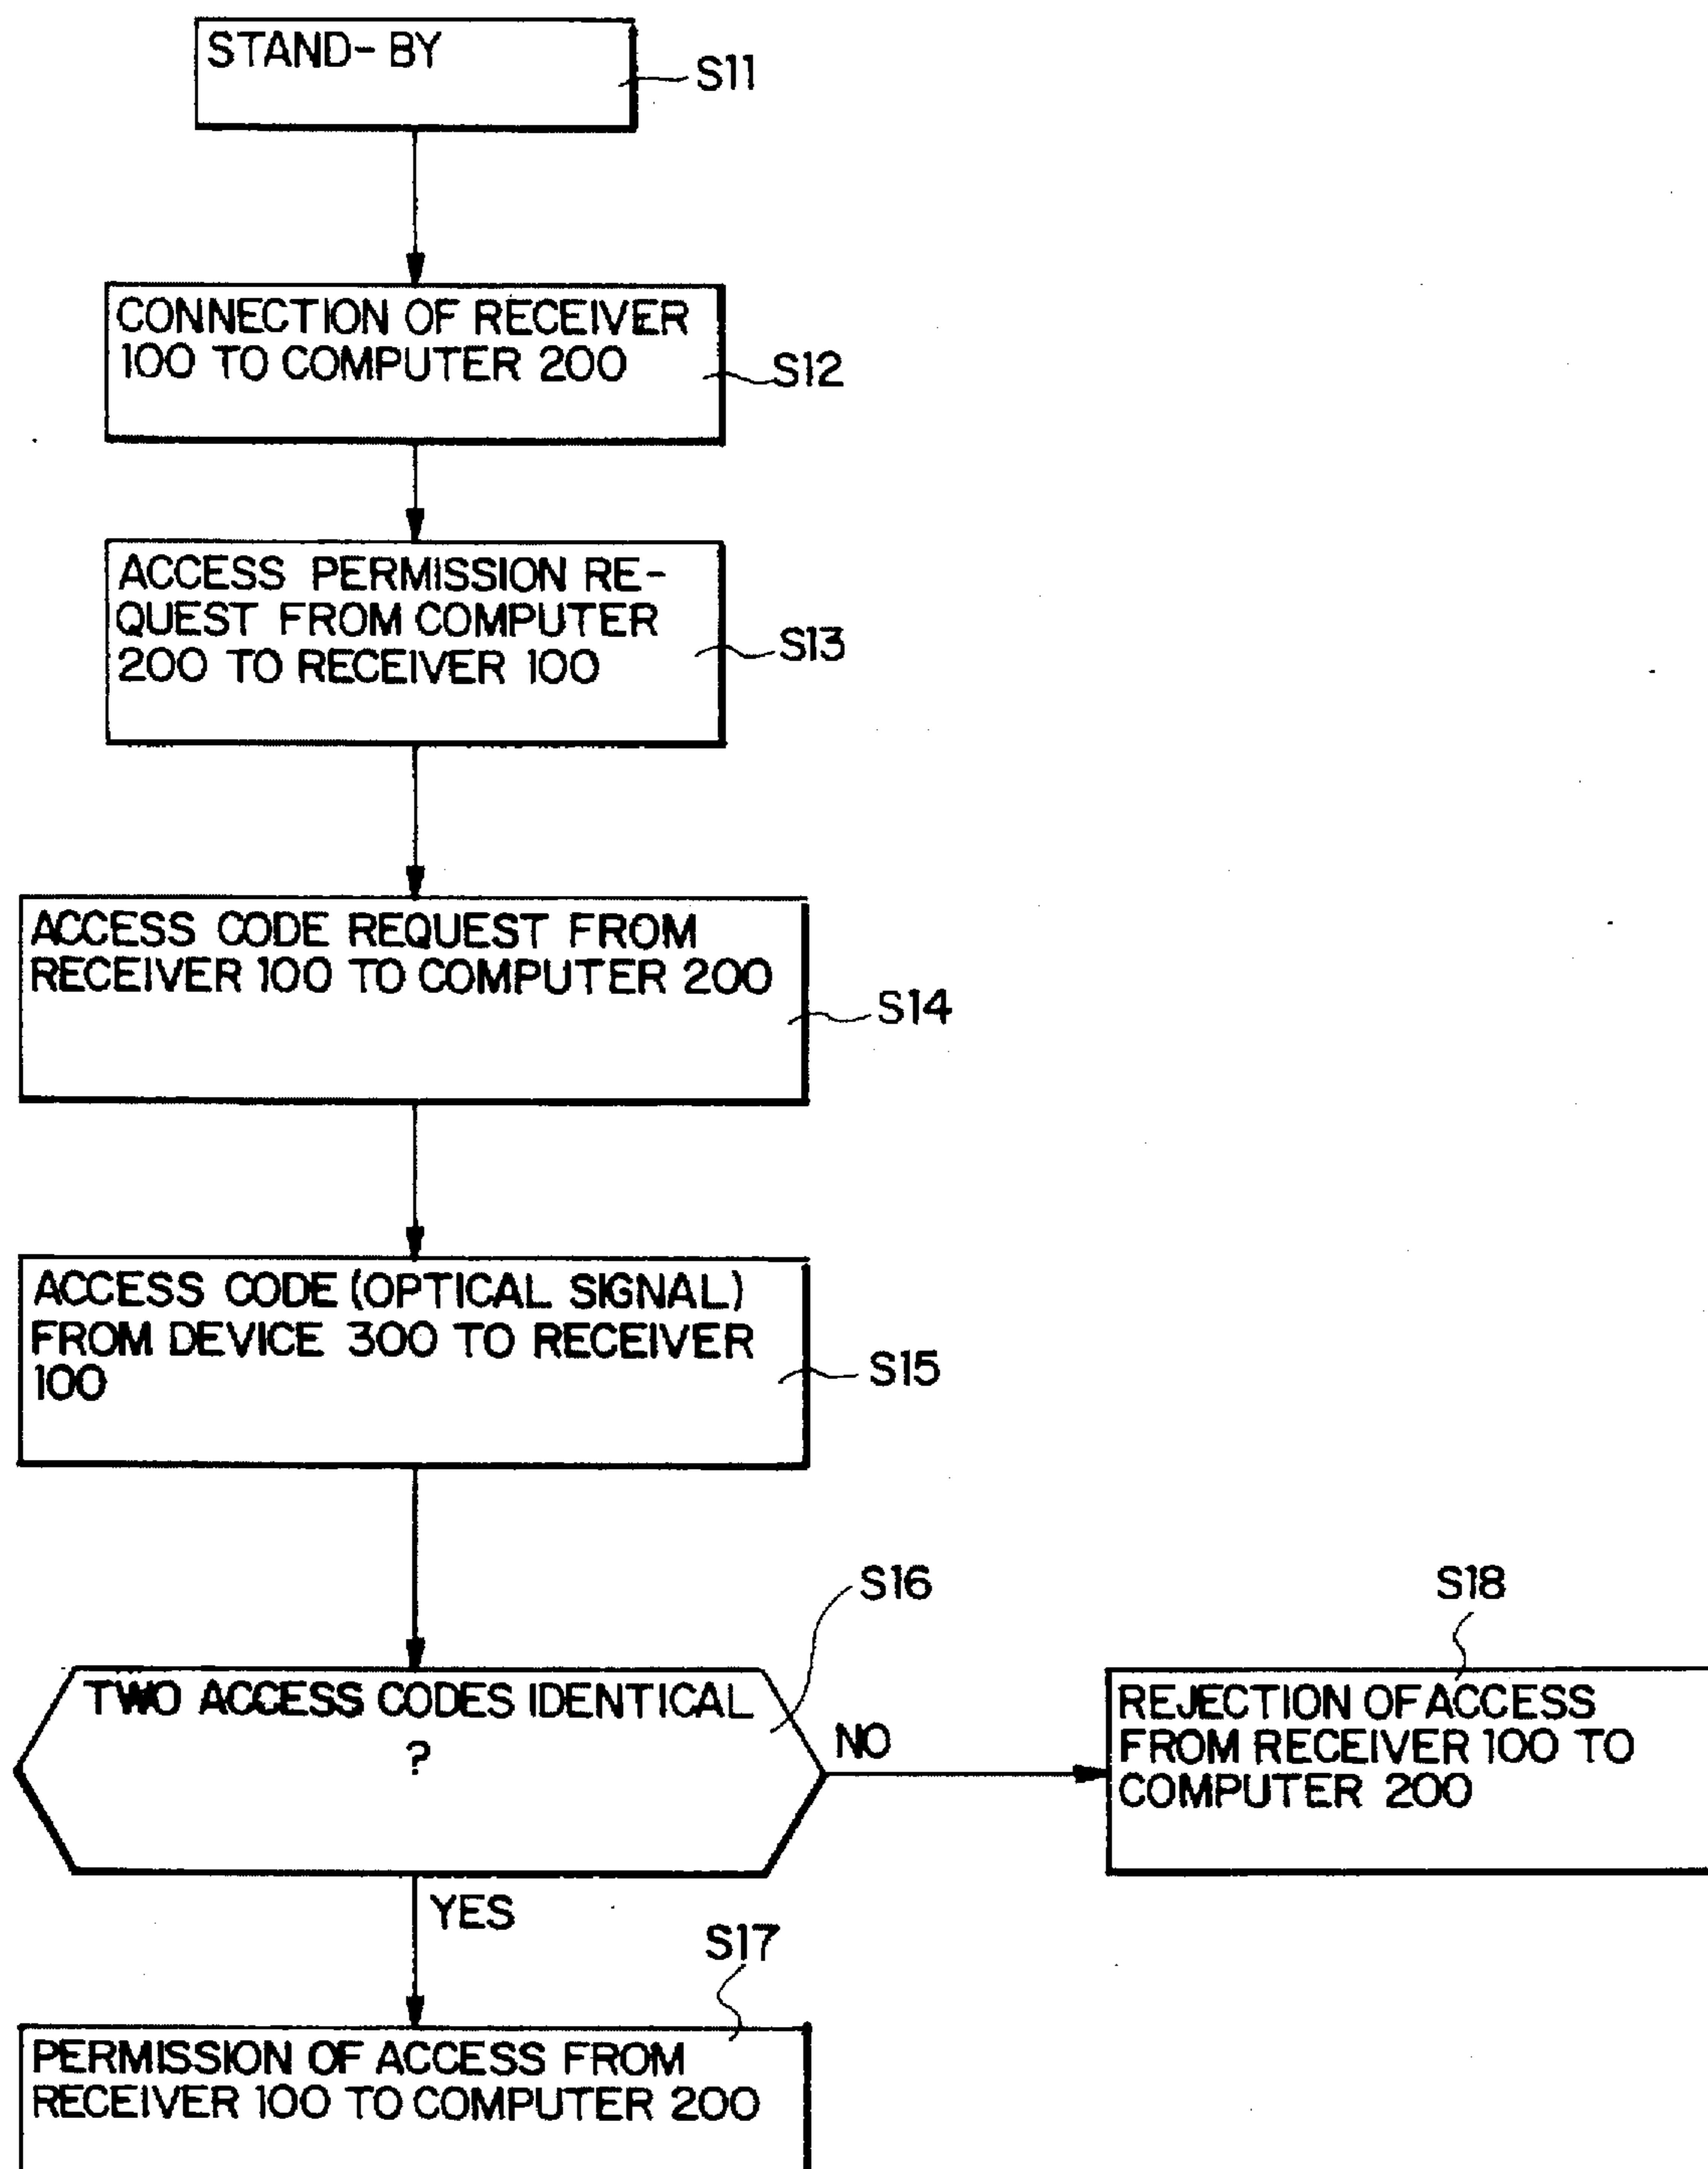 STAND-BY
S11
CONNECTION OF RECEIVER
100 TO COMPUTER 200
S12
ACCESS PERMISSION RE-
QUEST FROM COMPUTER
200 TO RECEIVER 100
S13
ACCESS CODE REQUEST FROM
RECEIVER 100 TO COMPUTER 200
S14
ACCESS CODE (OPTICAL SIGNAL)
FROM DEVICE 300 TO RECEIVER
100
S15
TWO ACCESS CODES IDENTICAL
?
S16
NO
S18
REJECTION OF ACCESS
FROM RECEIVER 100 TO
COMPUTER 200
YES
S17
PERMISSION OF ACCESS FROM
RECEIVER 100 TO COMPUTER 200